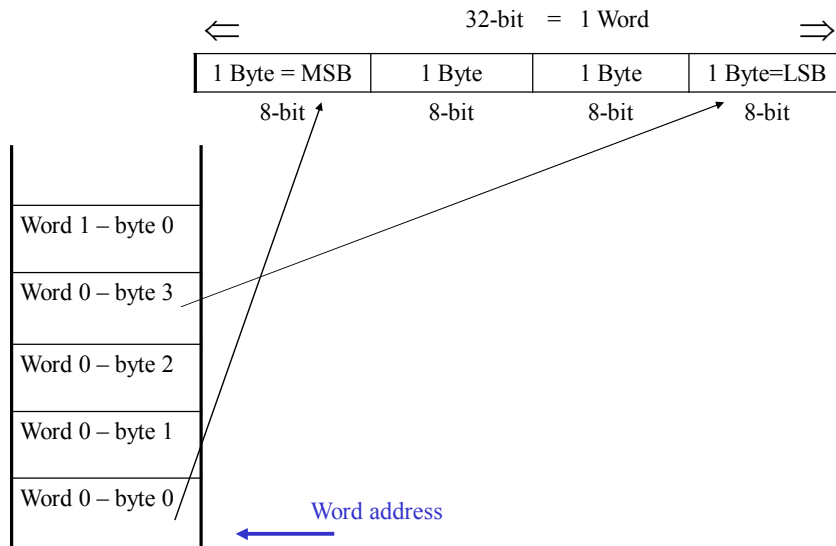 32-bit = 1 Word
1 Byte = MSB 1 Byte 1 Byte 1 Byte=LSB
8-bit 8-bit 8-bit 8-bit
Word 1 – byte 0
Word 0 – byte 3
Word 0 – byte 2
Word 0 – byte 1
Word 0 – byte 0
Word address